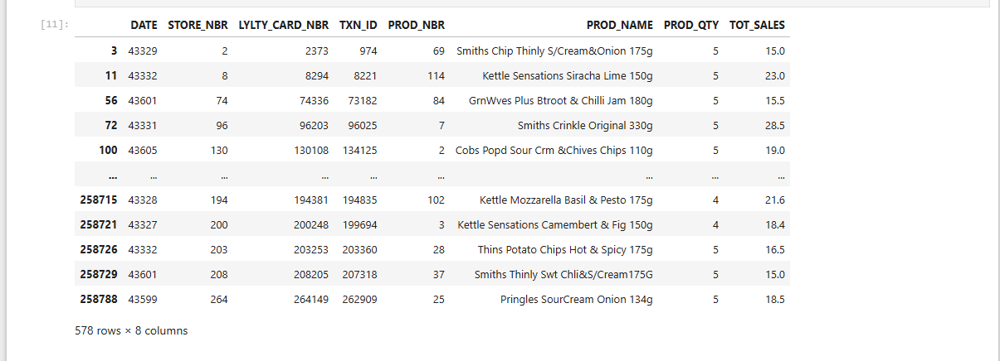 [11]: DATE STORE_NBR LYLTY_CARD_NBR TXN_ID PROD_NBR PROD_NAME PROD_QTY TOT_SALES
3 43329 2 2373 974 69 Smiths Chip Thinly S/Cream&Onion 175g 5 15.0
11 43332 8 8294 8221 114 Kettle Sensations Siracha Lime 150g 5 23.0
56 43601 74 74336 73182 84 GrnWves Plus Btroot & Chilli Jam 180g 5 15.5
72 43331 96 96203 96025 7 Smiths Crinkle Original 330g 5 28.5
100 43605 130 130108 134125 2 Cobs Popd Sour Crm &Chives Chips 110g 5 19.0
... ... ... ... ... ... ... ... ...
258715 43328 194 194381 194835 102 Kettle Mozzarella Basil & Pesto 175g 4 21.6
258721 43327 200 200248 199694 3 Kettle Sensations Camembert & Fig 150g 4 18.4
258726 43332 203 203253 203360 28 Thins Potato Chips Hot & Spicy 175g 5 16.5
258729 43601 208 208205 207318 37 Smiths Thinly Swt Chli&S/Cream175G 5 15.0
258788 43599 264 264149 262909 25 Pringles SourCream Onion 134g 5 18.5
578 rows × 8 columns